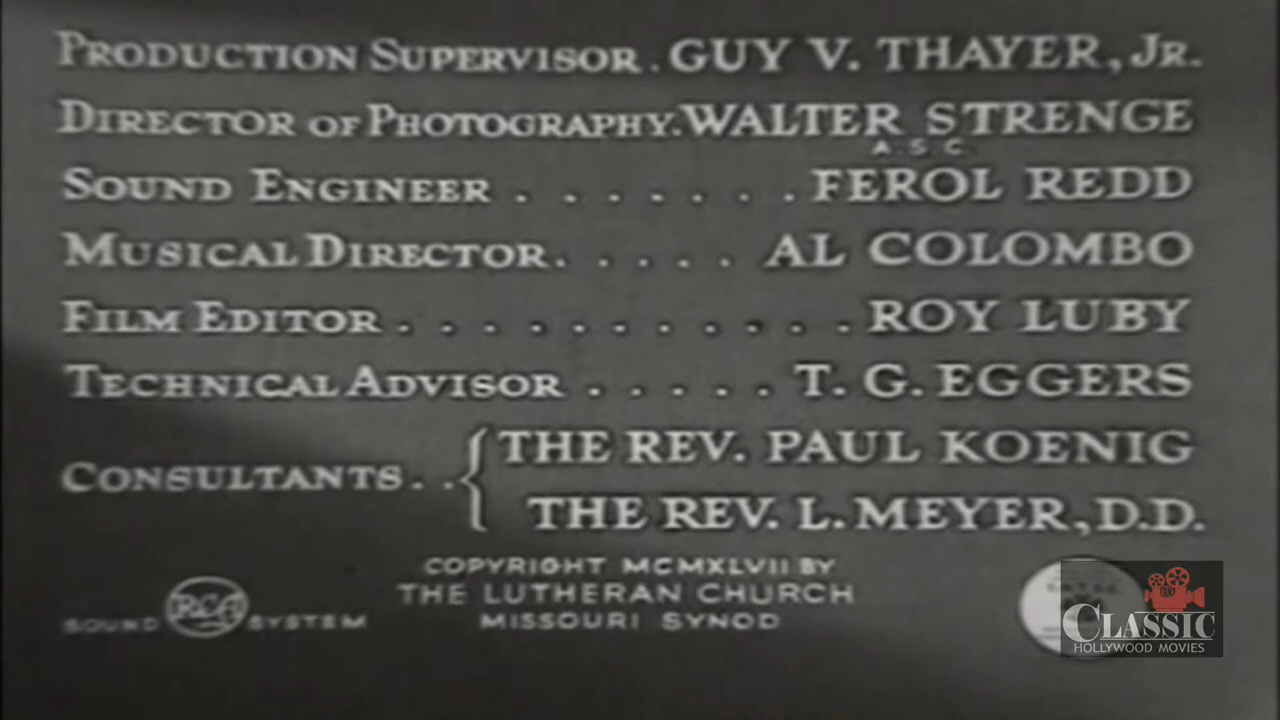 PRODUCTION SUPERVISOR . GUY V. THAYER, JR.
DIRECTOR OF PHOTOGRAPHY. WALTER STRENGE
A. S. C.
SOUND ENGINEER . . . . . . . FEROL REDD
MUSICAL DIRECTOR. . . . . AL COLOMBO
FILM EDITOR . . . . . . . . . . . ROY LUBY
TECHNICAL ADVISOR . . . . . T. G. EGGERS
CONSULTANTS. . { THE REV. PAUL KOENIG
THE REV. L. MEYER, D.D.
COPYRIGHT MCMXLVII BY
THE LUTHERAN CHURCH
MISSOURI SYNOD
SOUND RCA SYSTEM
CLASSIC
HOLLYWOOD MOVIES